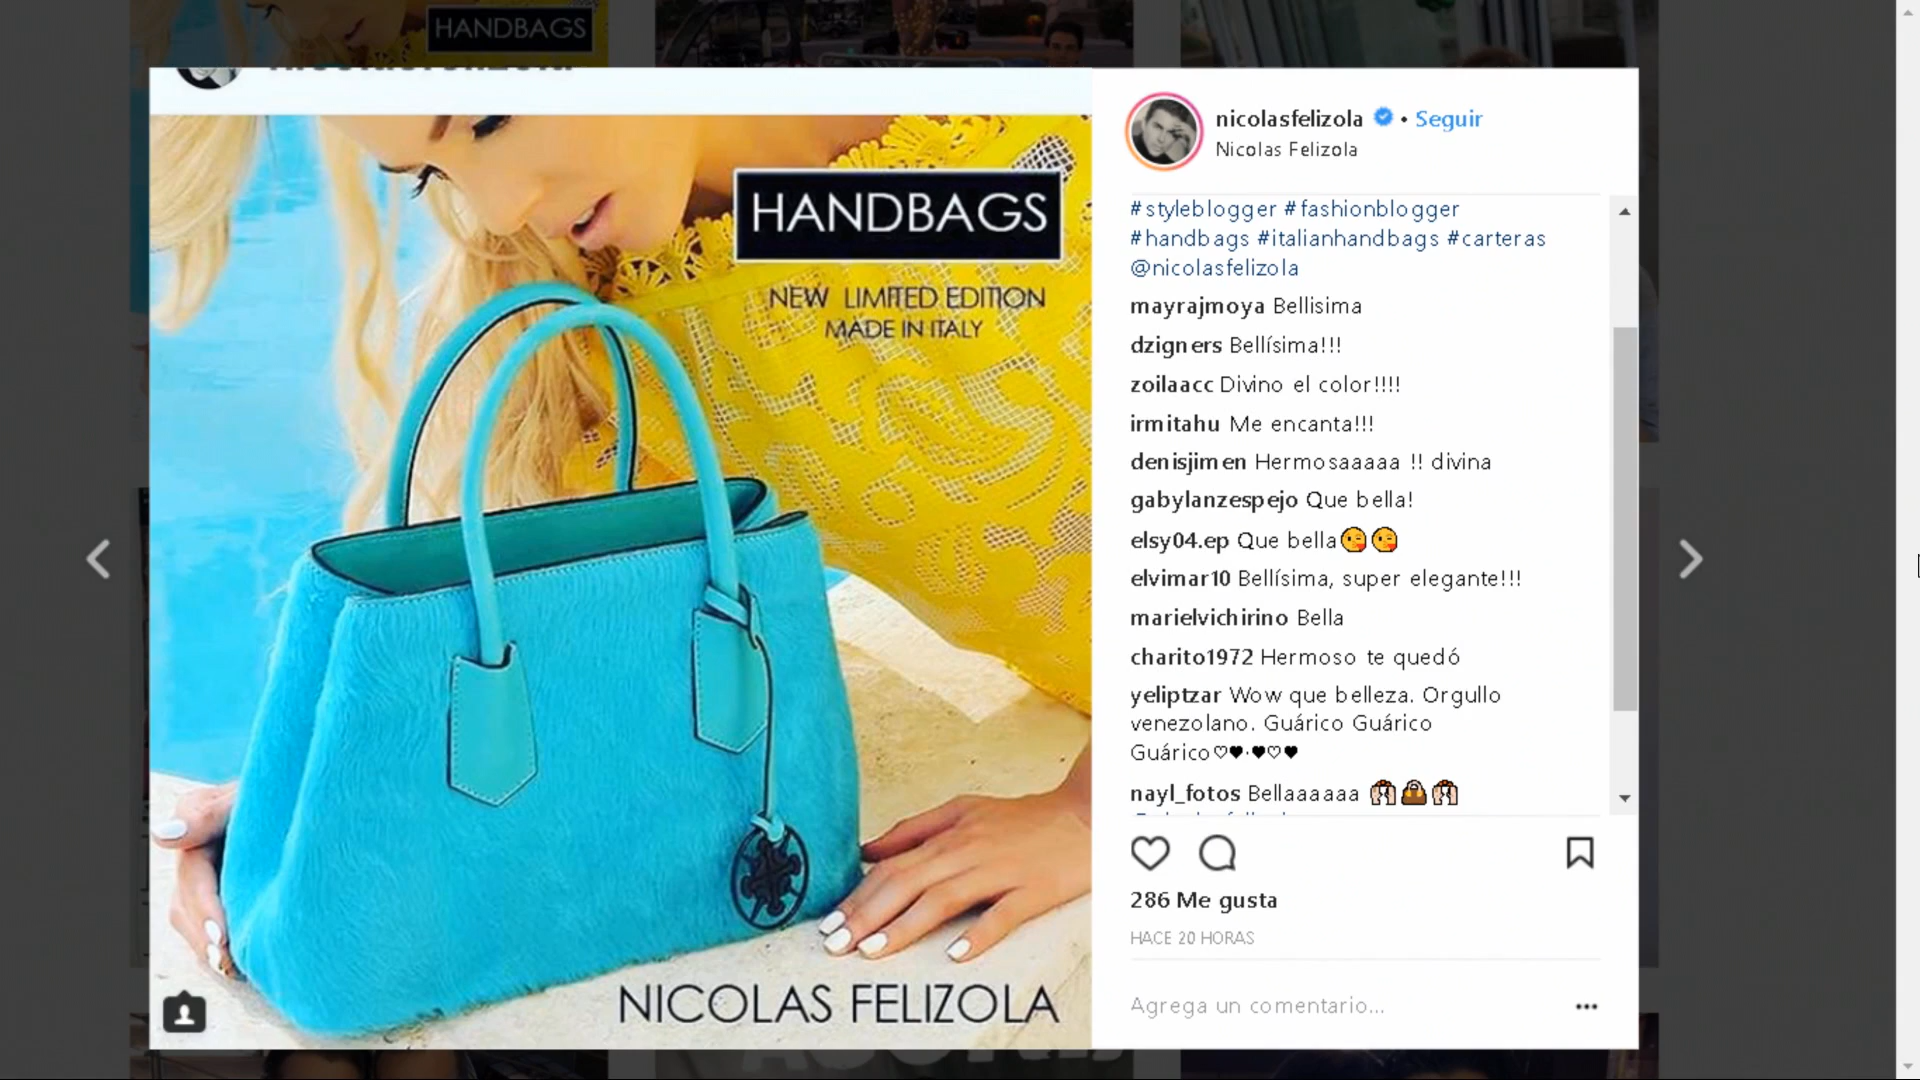 HANDBAGS
HANDBAGS
NEW LIMITED EDITION
MADE IN ITALY
NICOLAS FELIZOLA
nicolasfelizola • Seguir
Nicolas Felizola
#styleblogger #fashionblogger
#handbags #italianhandbags #carteras
@nicolasfelizola
mayrajmoya Bellisima
dzigners Bellísima!!!
zoilaacc Divino el color!!!!
irmitahu Me encanta!!!
denisjimen Hermosaaaaa !! divina
gabylanzespejo Que bella!
elsy04.ep Que bella😘😘
elvimar10 Bellísima, super elegante!!!
marielvichirino Bella
charito1972 Hermoso te quedó
yeliptzar Wow que belleza. Orgullo
venezolano. Guárico Guárico
Guárico♡♥·♥♡♥
nayl_fotos Bellaaaaaa 🙌👜🙌
286 Me gusta
HACE 20 HORAS
Agrega un comentario...